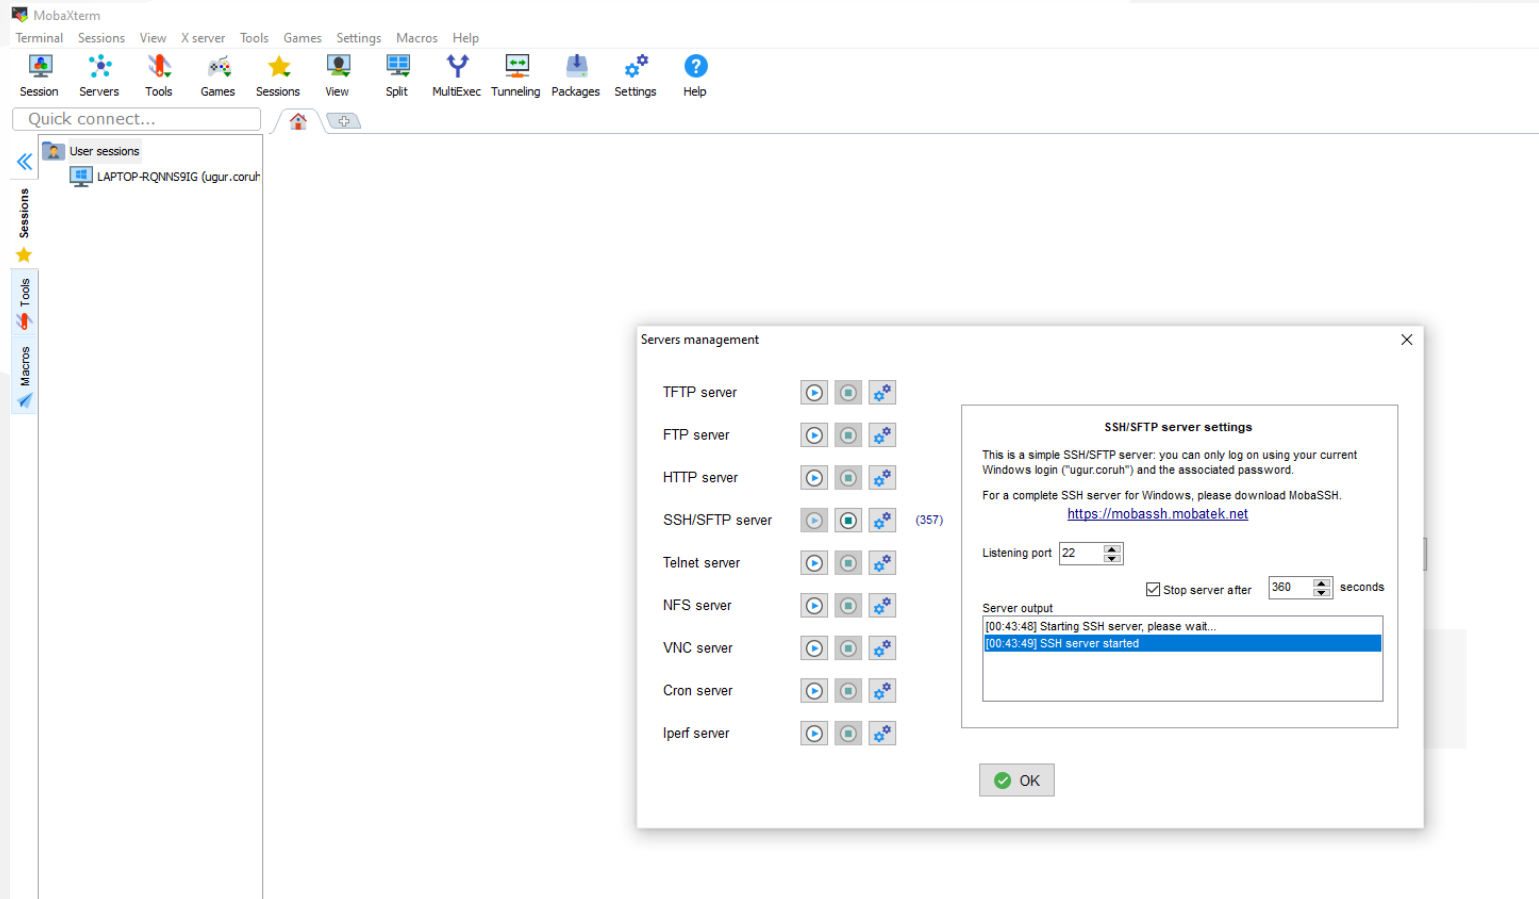 MobaXterm
Terminal Sessions View X server Tools Games Settings Macros Help
Session Servers Tools Games Sessions View Split MultiExec Tunneling Packages Settings Help
Quick connect...
User sessions
LAPTOP-RQNNS9IG (ugur.coruh
Sessions
Tools
Macros
Servers management
TFTP server
FTP server
HTTP server
SSH/SFTP server (357)
Telnet server
NFS server
VNC server
Cron server
Iperf server
SSH/SFTP server settings
This is a simple SSH/SFTP server: you can only log on using your current
Windows login ("ugur.coruh") and the associated password.
For a complete SSH server for Windows, please download MobaSSH.
https://mobassh.mobatek.net
Listening port 22
Stop server after 360 seconds
Server output
[00:43:48] Starting SSH server, please wait...
[00:43:49] SSH server started
OK